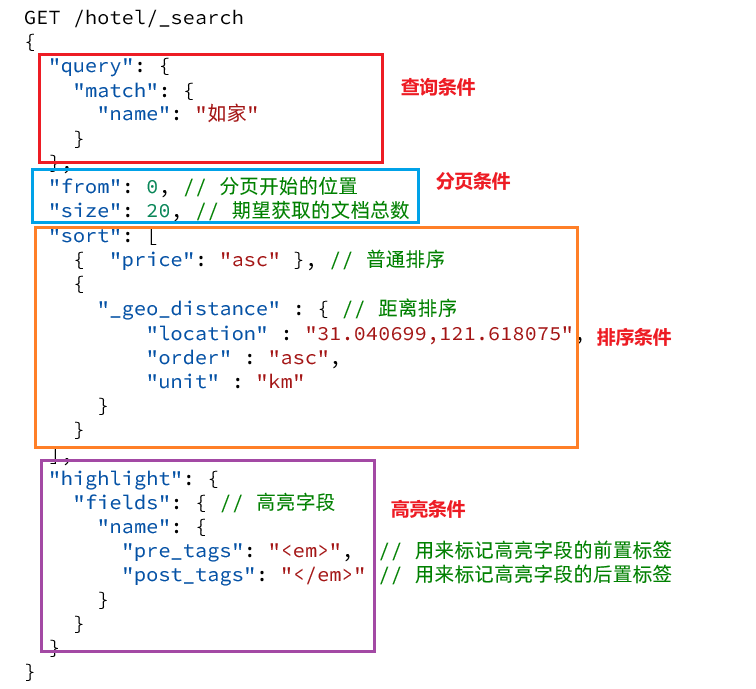 GET /hotel/_search
{
"query": {
查询条件
"match": {
"name": "如家"
}
},
分页条件
"from": 0, // 分页开始的位置
"size": 20, // 期望获取的文档总数
"sort": [
{  "price": "asc" }, // 普通排序
{
"_geo_distance" : { // 距离排序
"location" : "31.040699,121.618075",
排序条件
"order" : "asc",
"unit" : "km"
}
}
],
"highlight": {
"fields": { // 高亮字段
高亮条件
"name": {
"pre_tags": "<em>",  // 用来标记高亮字段的前置标签
"post_tags": "</em>" // 用来标记高亮字段的后置标签
}
}
}
}